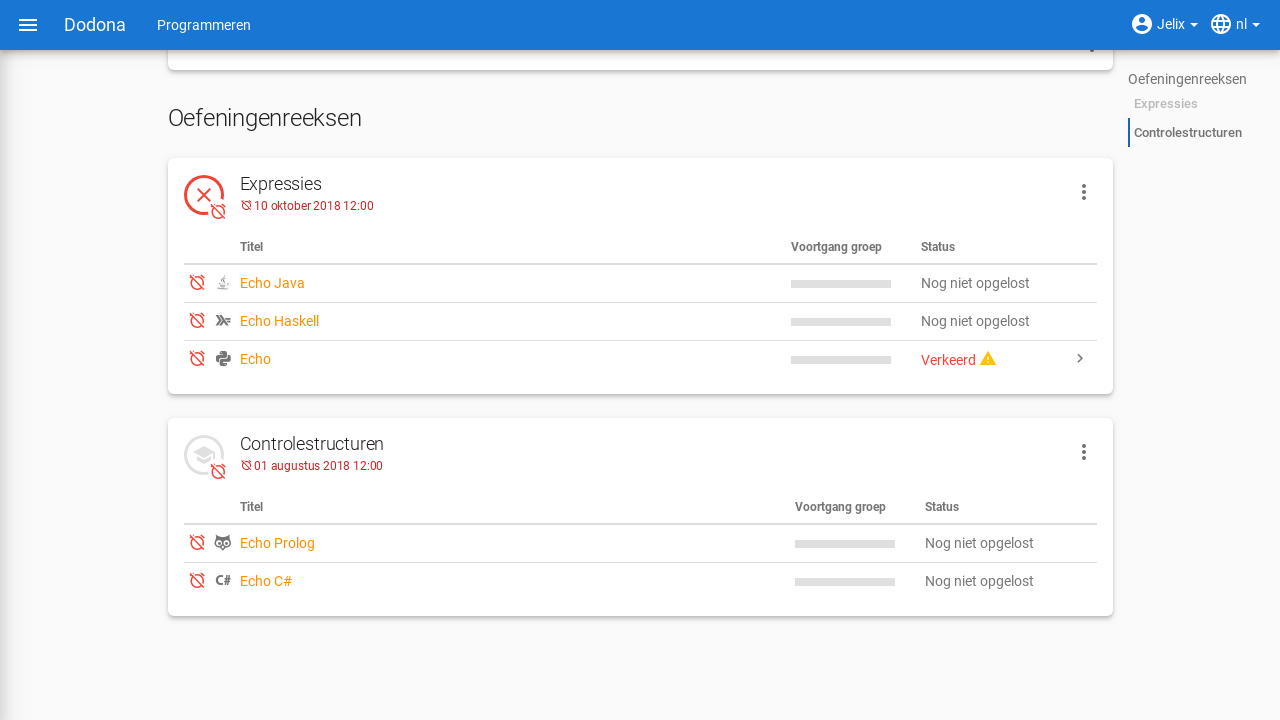 Dodona Programmeren Jelix nl
Oefeningenreeksen
Expressies
Controlestructuren
Oefeningenreeksen
Expressies
10 oktober 2018 12:00
Titel Voortgang groep Status
Echo Java Nog niet opgelost
Echo Haskell Nog niet opgelost
Echo Verkeerd
Controlestructuren
01 augustus 2018 12:00
Titel Voortgang groep Status
Echo Prolog Nog niet opgelost
C# Echo C# Nog niet opgelost